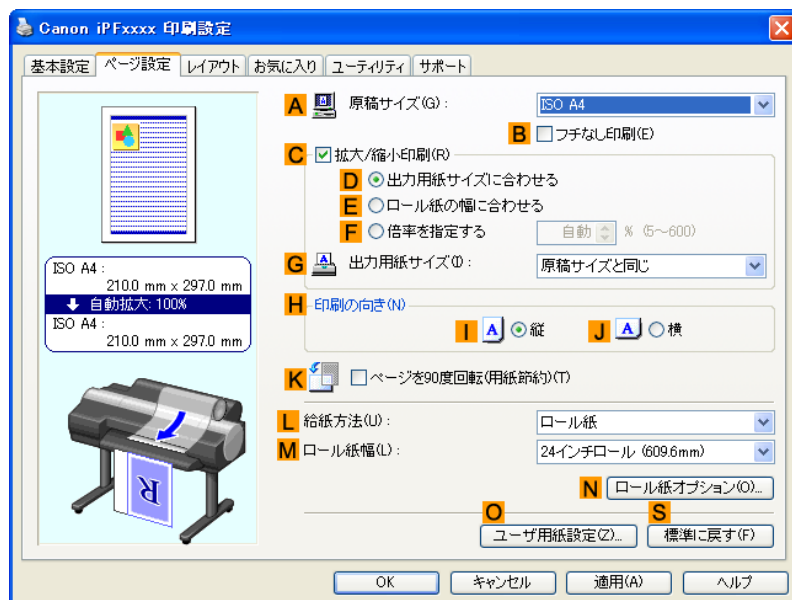 Canon iPFxxxx 印刷設定
基本設定 ページ設定 レイアウト お気に入り ユーティリティ サポート
A 原稿サイズ(G): ISO A4
B フチなし印刷(E)
C 拡大/縮小印刷(R)
D 出力用紙サイズに合わせる
E ロール紙の幅に合わせる
F 倍率を指定する 自動 % (5~600)
G A 出力用紙サイズ(I): 原稿サイズと同じ
ISO A4 :
210.0 mm x 297.0 mm
自動拡大: 100%
ISO A4 :
210.0 mm x 297.0 mm
H 印刷の向き(N)
I A 縦 J A 横
K ページを90度回転(用紙節約)(T)
L 給紙方法(U): ロール紙
M ロール紙幅(L): 24インチロール (609.6mm)
R
N ロール紙オプション(O)...
O S
ユーザ用紙設定(Z)... 標準に戻す(F)
OK キャンセル 適用(A) ヘルプ